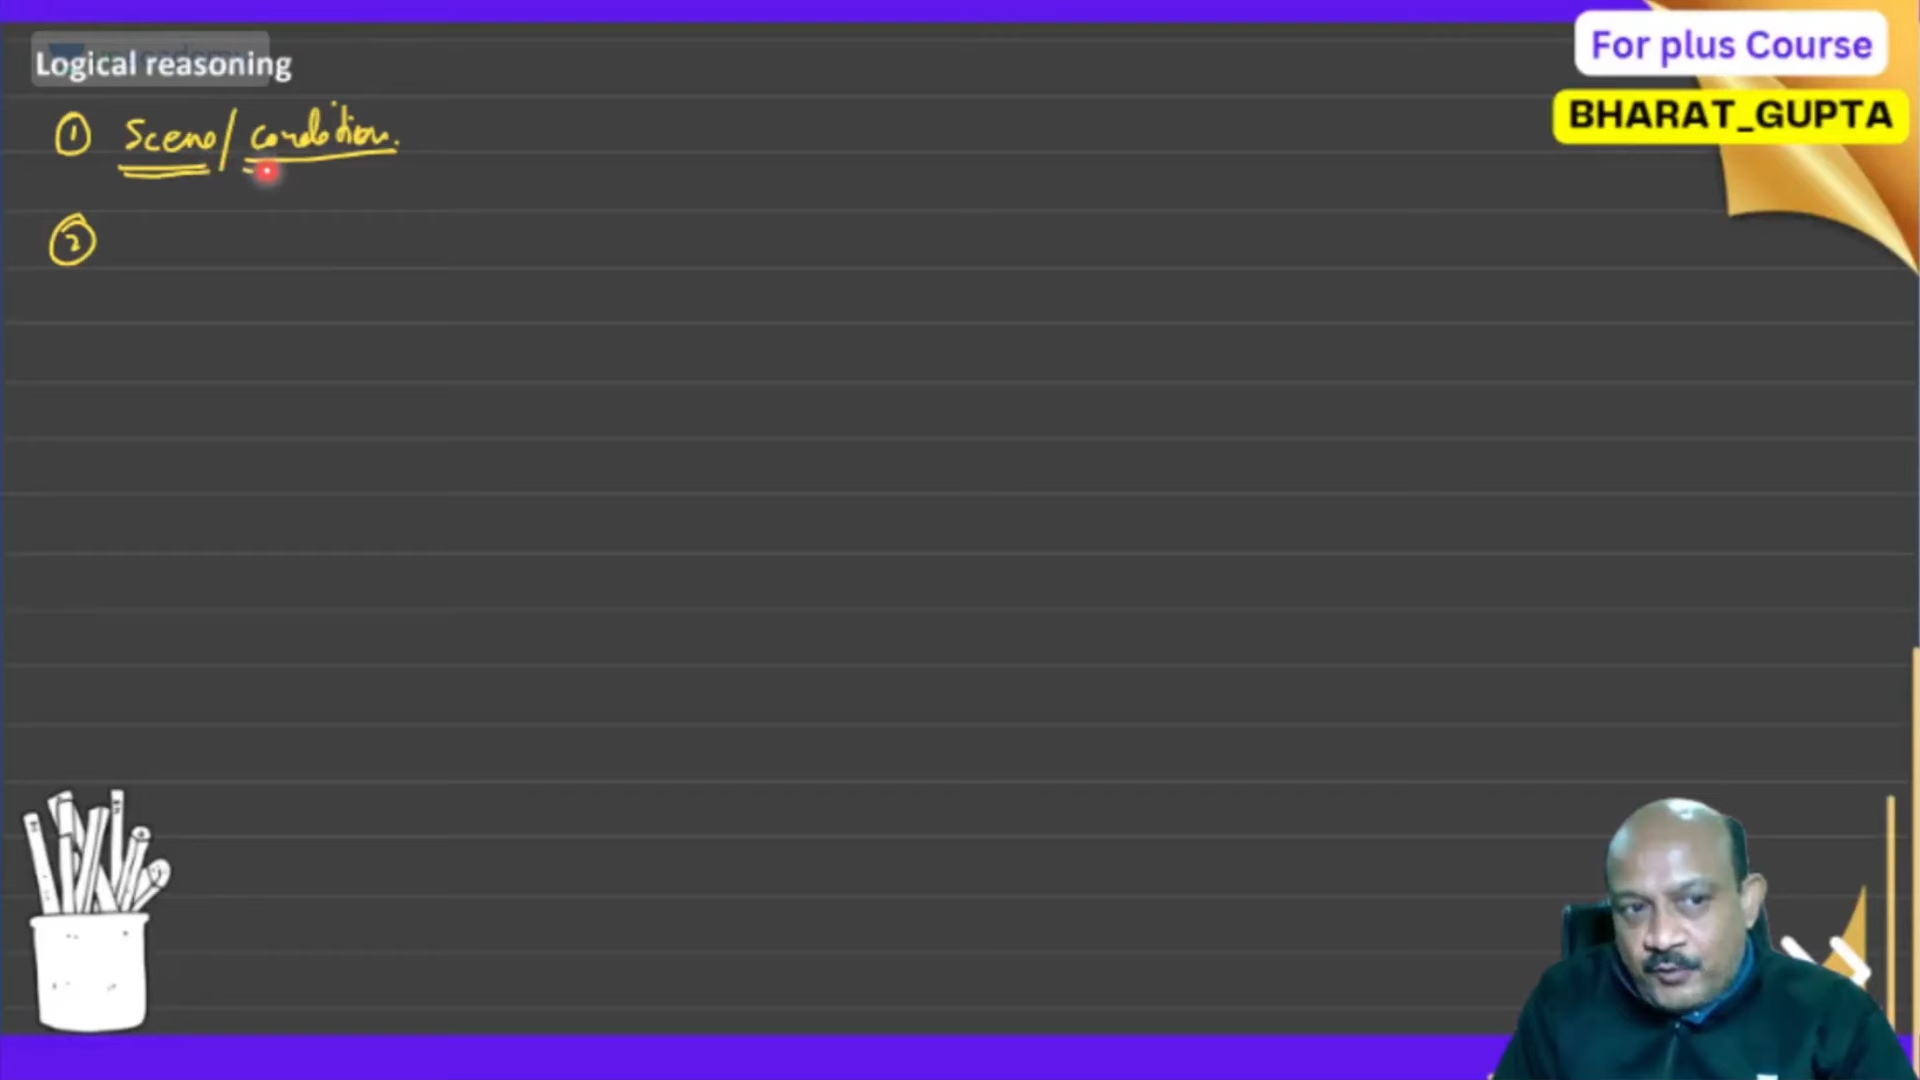 Logical reasoning
For plus Course
BHARAT_GUPTA
① Sceno/condition.
②